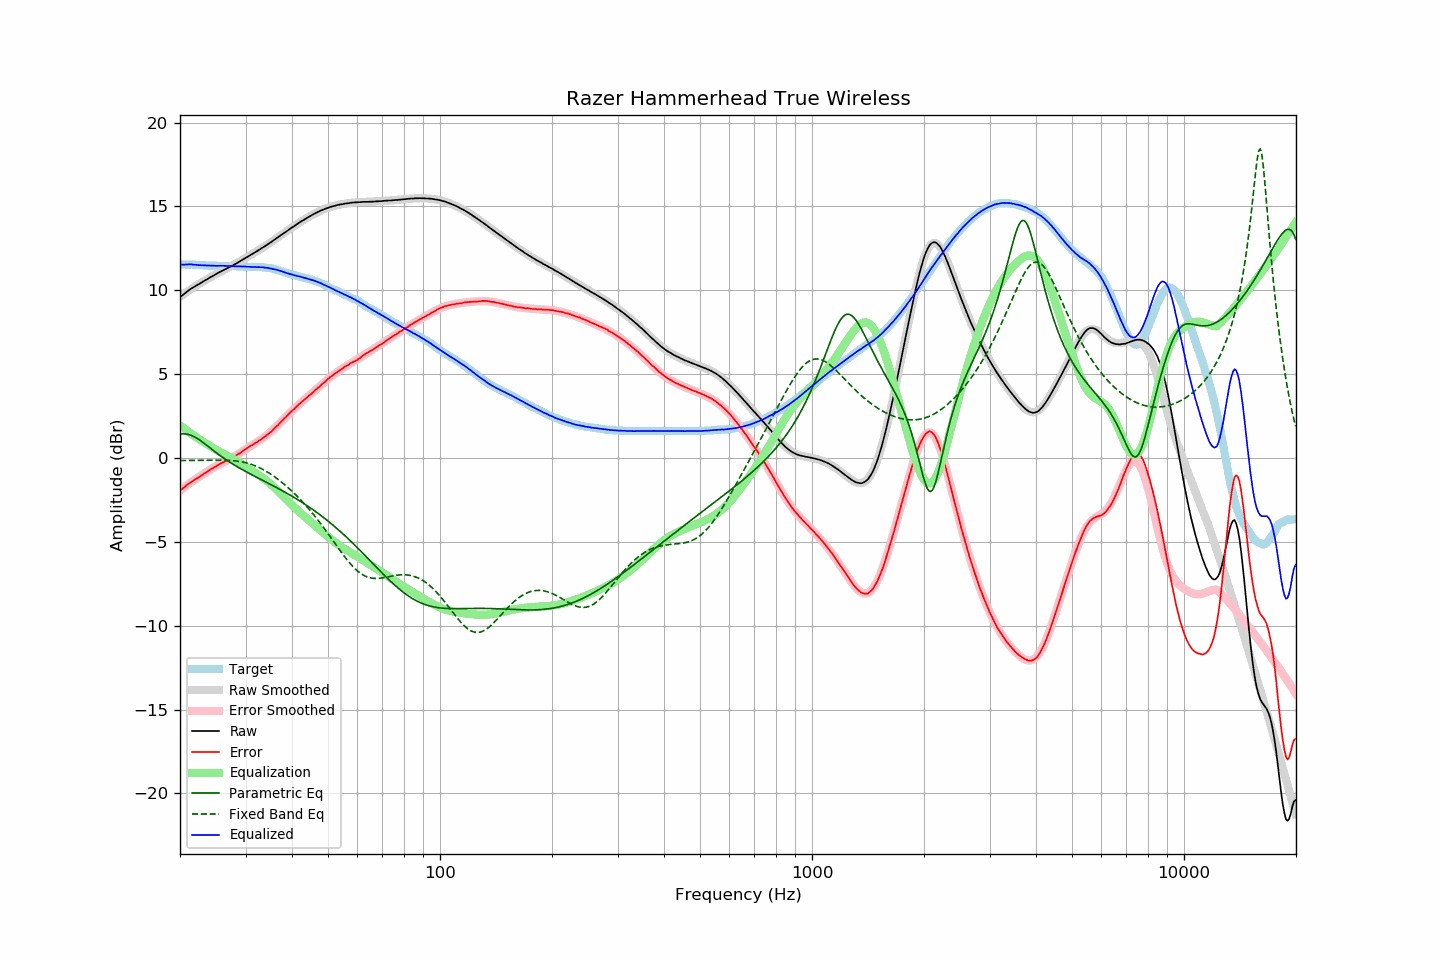 Razer Hammerhead True Wireless
Amplitude (dBr)
20
15
10
5
0
−5
−10
−15
−20
Target
Raw Smoothed
Error Smoothed
Raw
Error
Equalization
Parametric Eq
Fixed Band Eq
Equalized
100
1000
10000
Frequency (Hz)